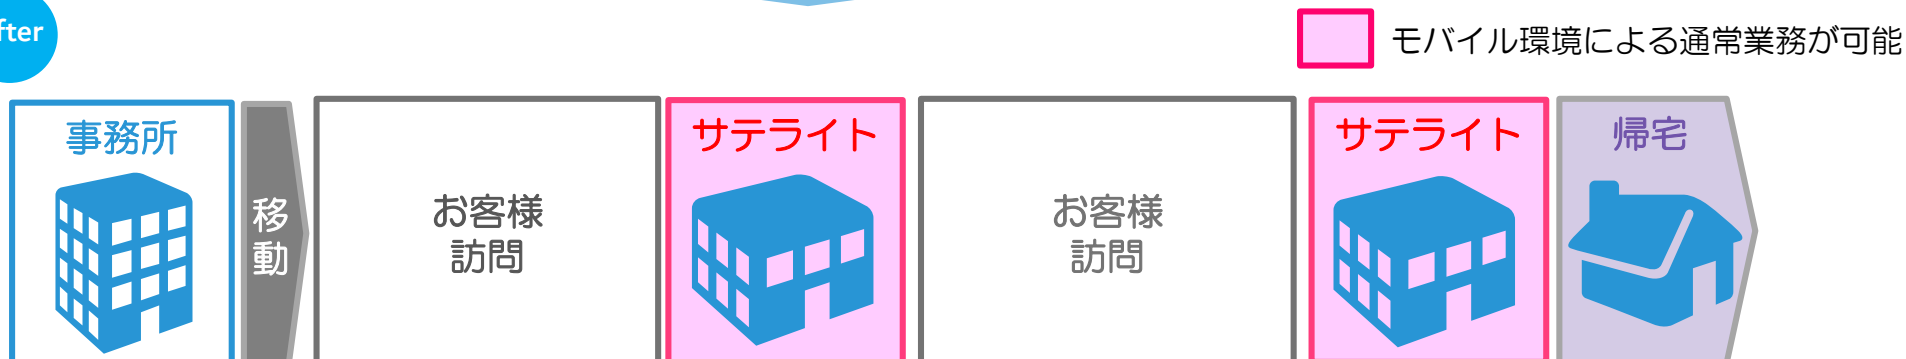 fter
モバイル環境による通常業務が可能
事務所
移動
お客様
訪問
サテライト
お客様
訪問
サテライト
帰宅